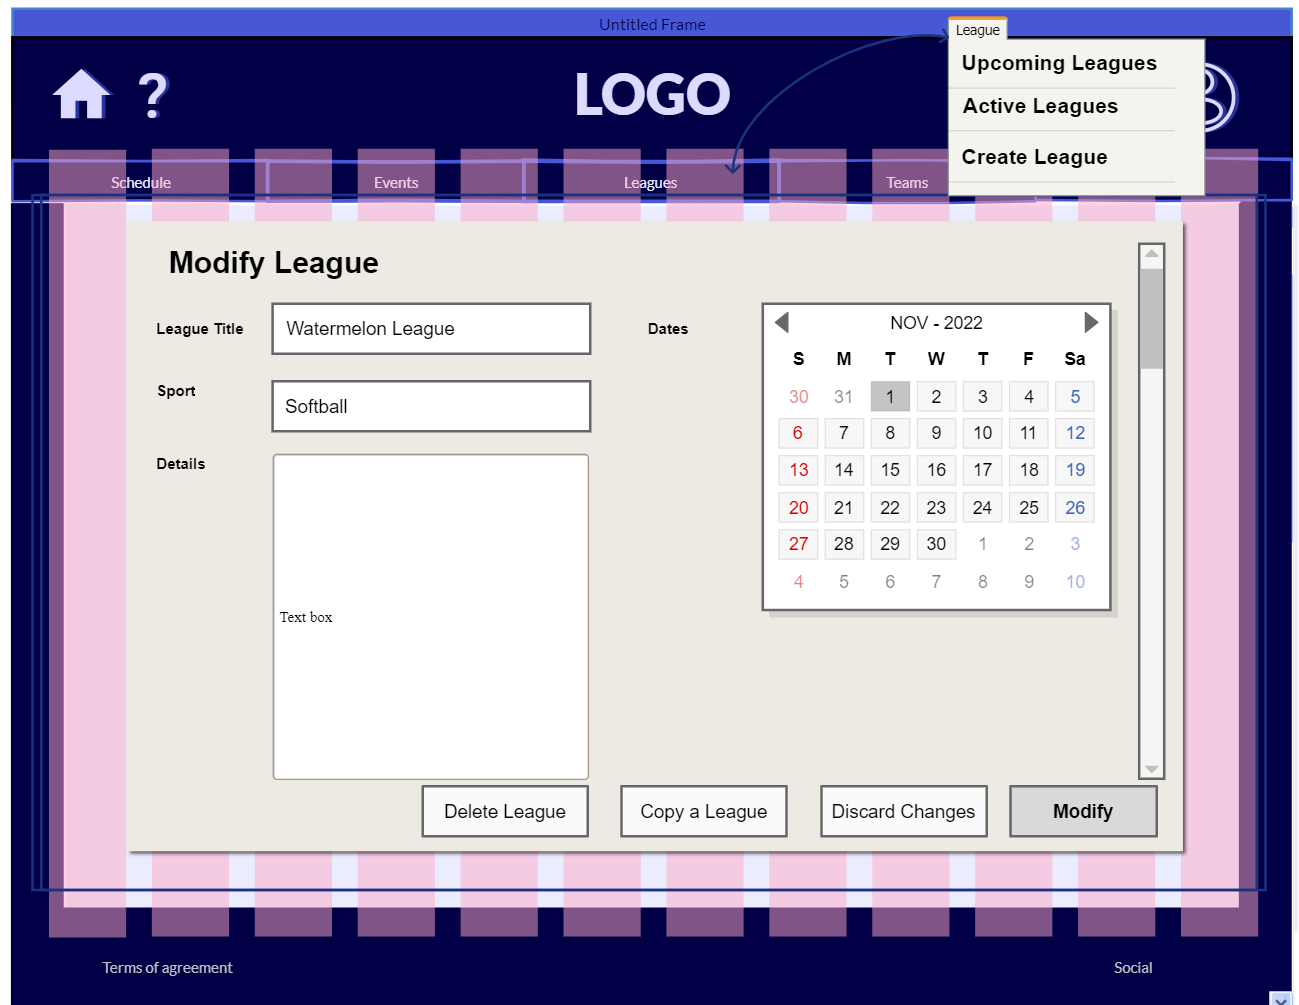 Untitled Frame
League
Upcoming Leagues
Active Leagues
Create League
?
LOGO
Schedule
Events
Leagues
Teams
Modify League
League Title
Watermelon League
Sport
Softball
Details
Text box
Dates
NOV - 2022
S M T W T F Sa
30 31 1 2 3 4 5
6 7 8 9 10 11 12
13 14 15 16 17 18 19
20 21 22 23 24 25 26
27 28 29 30 1 2 3
4 5 6 7 8 9 10
Delete League
Copy a League
Discard Changes
Modify
Terms of agreement
Social